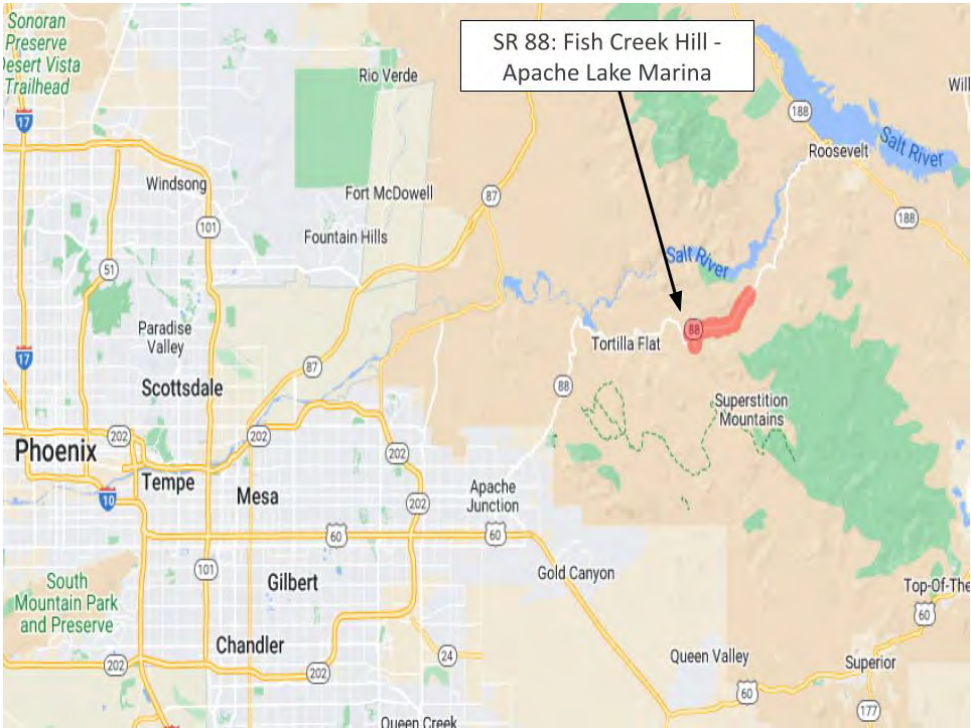 SR 88: Fish Creek Hill -
Apache Lake Marina
Sonoran
Preserve
Desert Vista
Trailhead
17
Rio Verde
188
Will
Salt River
Roosevelt
Windsong
Fort McDowell
87
101
Fountain Hills
188
51
Salt River
Paradise
Valley
88
Tortilla Flat
17
87
Scottsdale
88
Superstition
Mountains
202
202
Phoenix
202
Tempe
Mesa
Apache
Junction
10
202
60
60
101
Gold Canyon
South
Mountain Park
and Preserve
Gilbert
Top-Of-The
60
Chandler
24
202
202
Queen Valley
Superior
60
177
Queen Creek